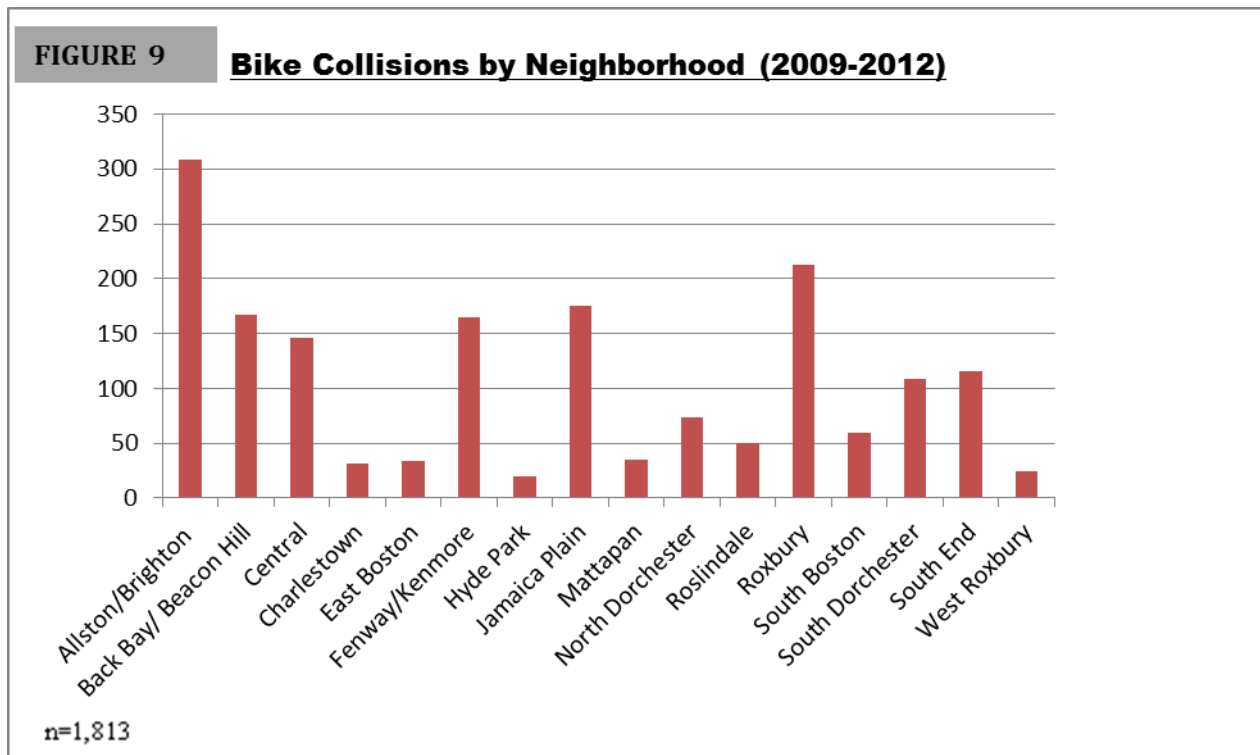 FIGURE 9
Bike Collisions by Neighborhood (2009-2012)
350
300
250
200
150
100
50
0
Allston/Brighton
Back Bay/ Beacon Hill
Central
Charlestown
East Boston
Fenway/Kenmore
Hyde Park
Jamaica Plain
Mattapan
North Dorchester
Roslindale
Roxbury
South Boston
South Dorchester
South End
West Roxbury
n=1,813